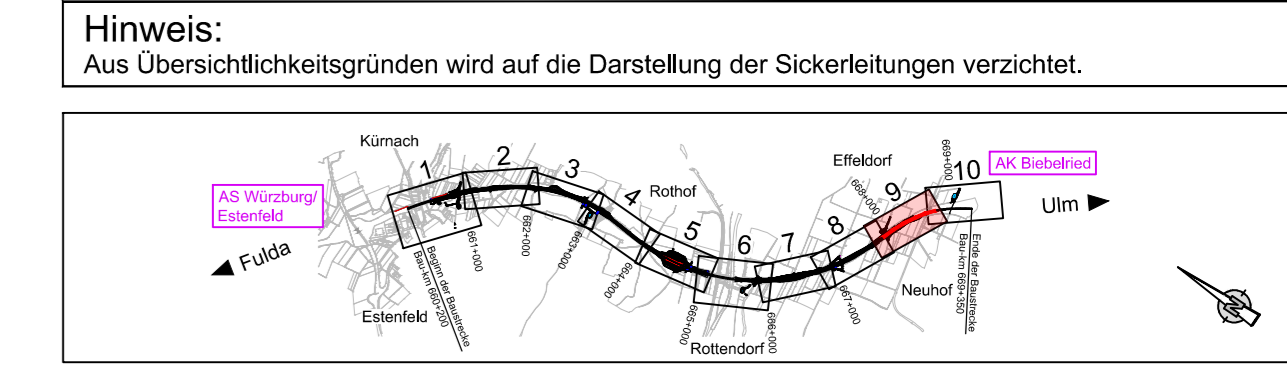 Hinweis:
Aus Übersichtlichkeitsgründen wird auf die Darstellung der Sickerleitungen verzichtet.
Kürnach
AS Würzburg/
Estenfeld
Fulda
Estenfeld
Beginn der Baustrecke
Bau-km 660+200
1
661+000
2
662+000
3
663+000
Rothof
4
664+000
5
665+000
6
Rottendorf
666+000
7
8
667+000
Effeldorf
668+000
9
Neuhof
669+000
10
AK Biebelried
Ulm
Ende der Baustrecke
Bau-km 669+350
N